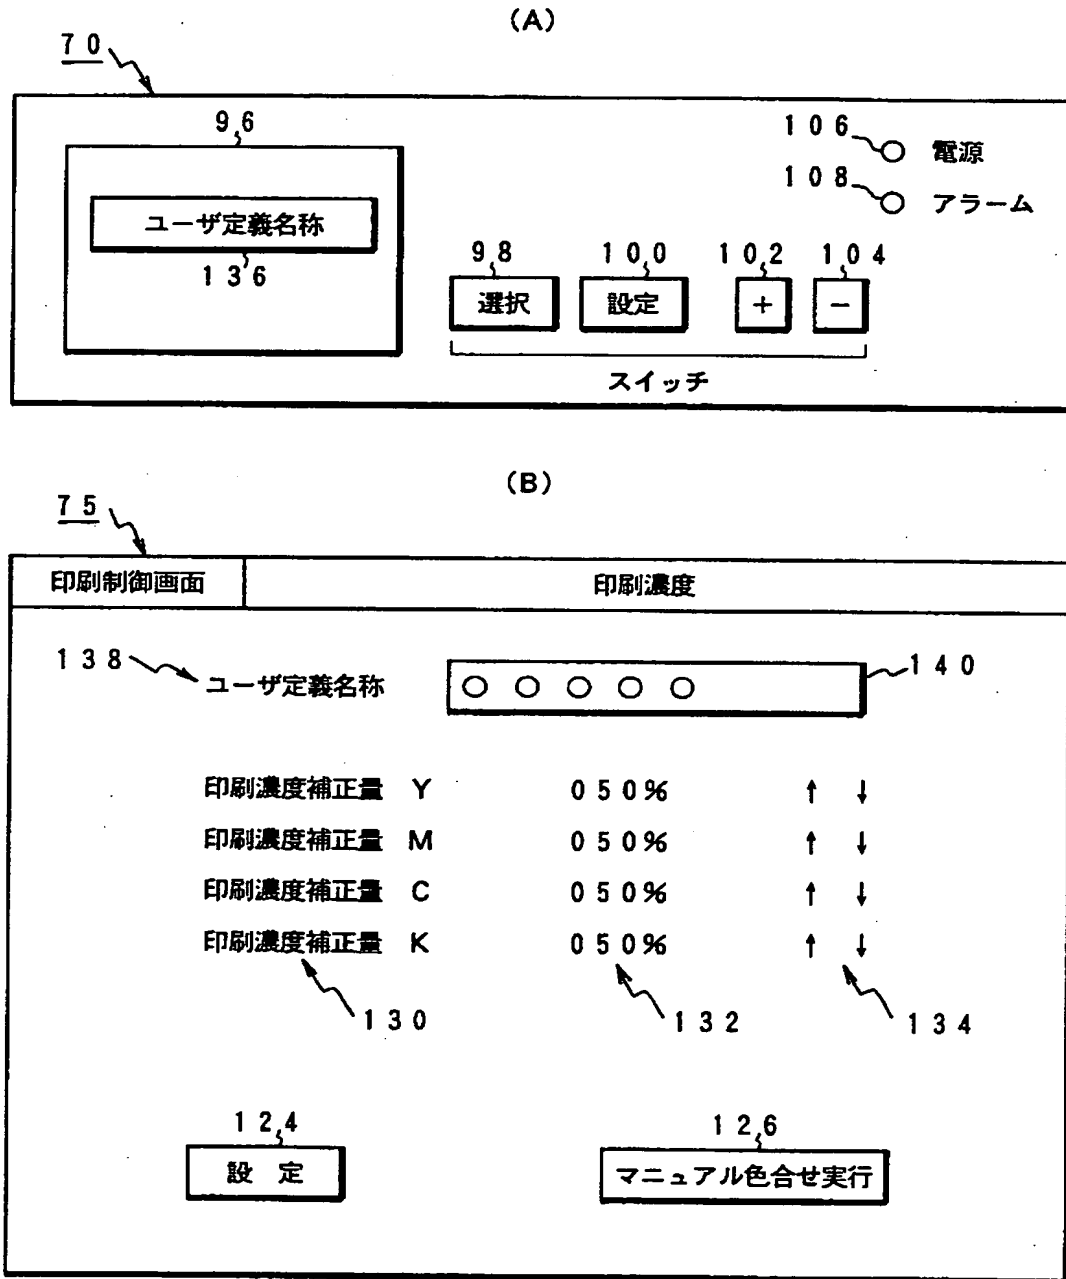 (A)
70
96
106 電源
108 アラーム
ユーザ定義名称
136
98 100 102 104
選択 設定 + −
スイッチ
(B)
75
印刷制御画面 印刷濃度
138 ユーザ定義名称 ○○○○○ 140
印刷濃度補正量 Y 050% ↑ ↓
印刷濃度補正量 M 050% ↑ ↓
印刷濃度補正量 C 050% ↑ ↓
印刷濃度補正量 K 050% ↑ ↓
130 132 134
124 126
設 定 マニュアル色合せ実行